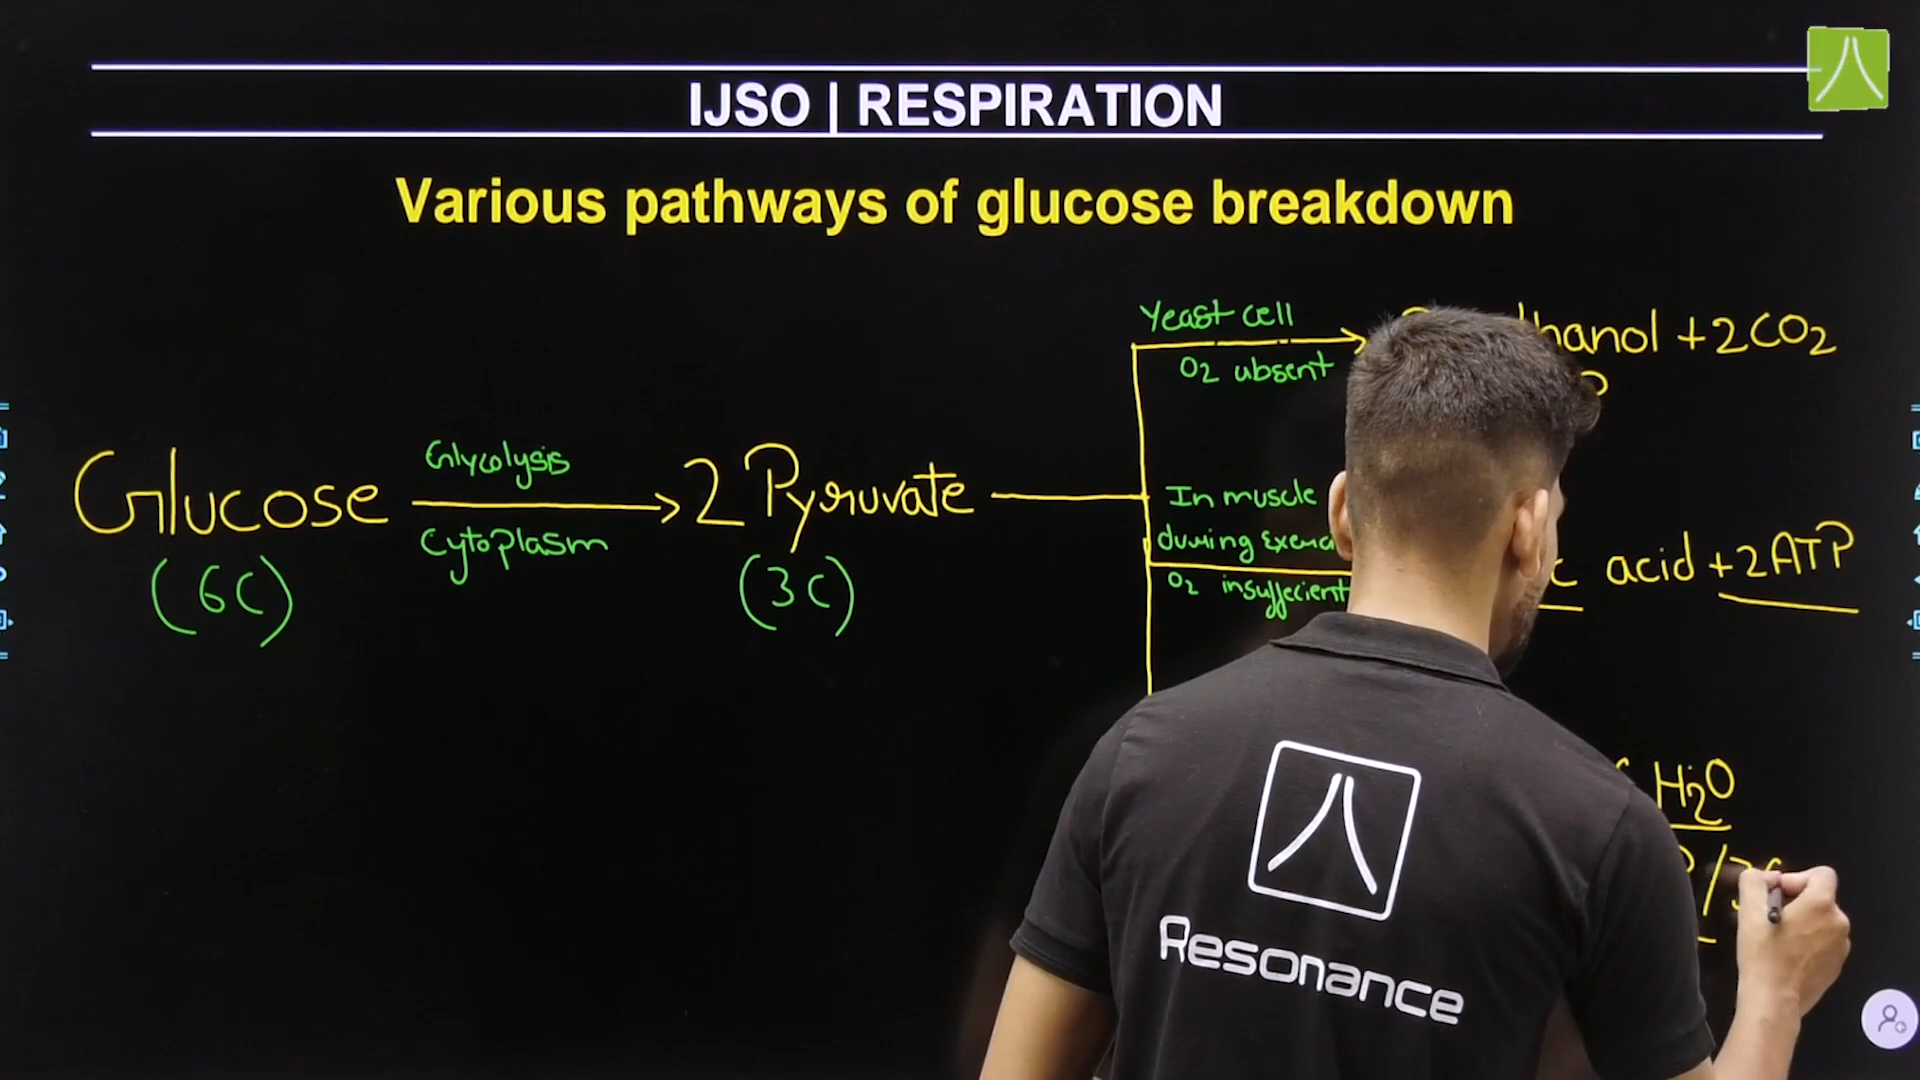 IJSO | RESPIRATION
Various pathways of glucose breakdown
Yeast cell
O2 absent
+ 2CO2
Glucose
(6C)
Glycolysis
Cytoplasm
2 Pyruvate
(3C)
In muscle
during
O2 insufficient
acid + 2ATP
H2O
Resonance